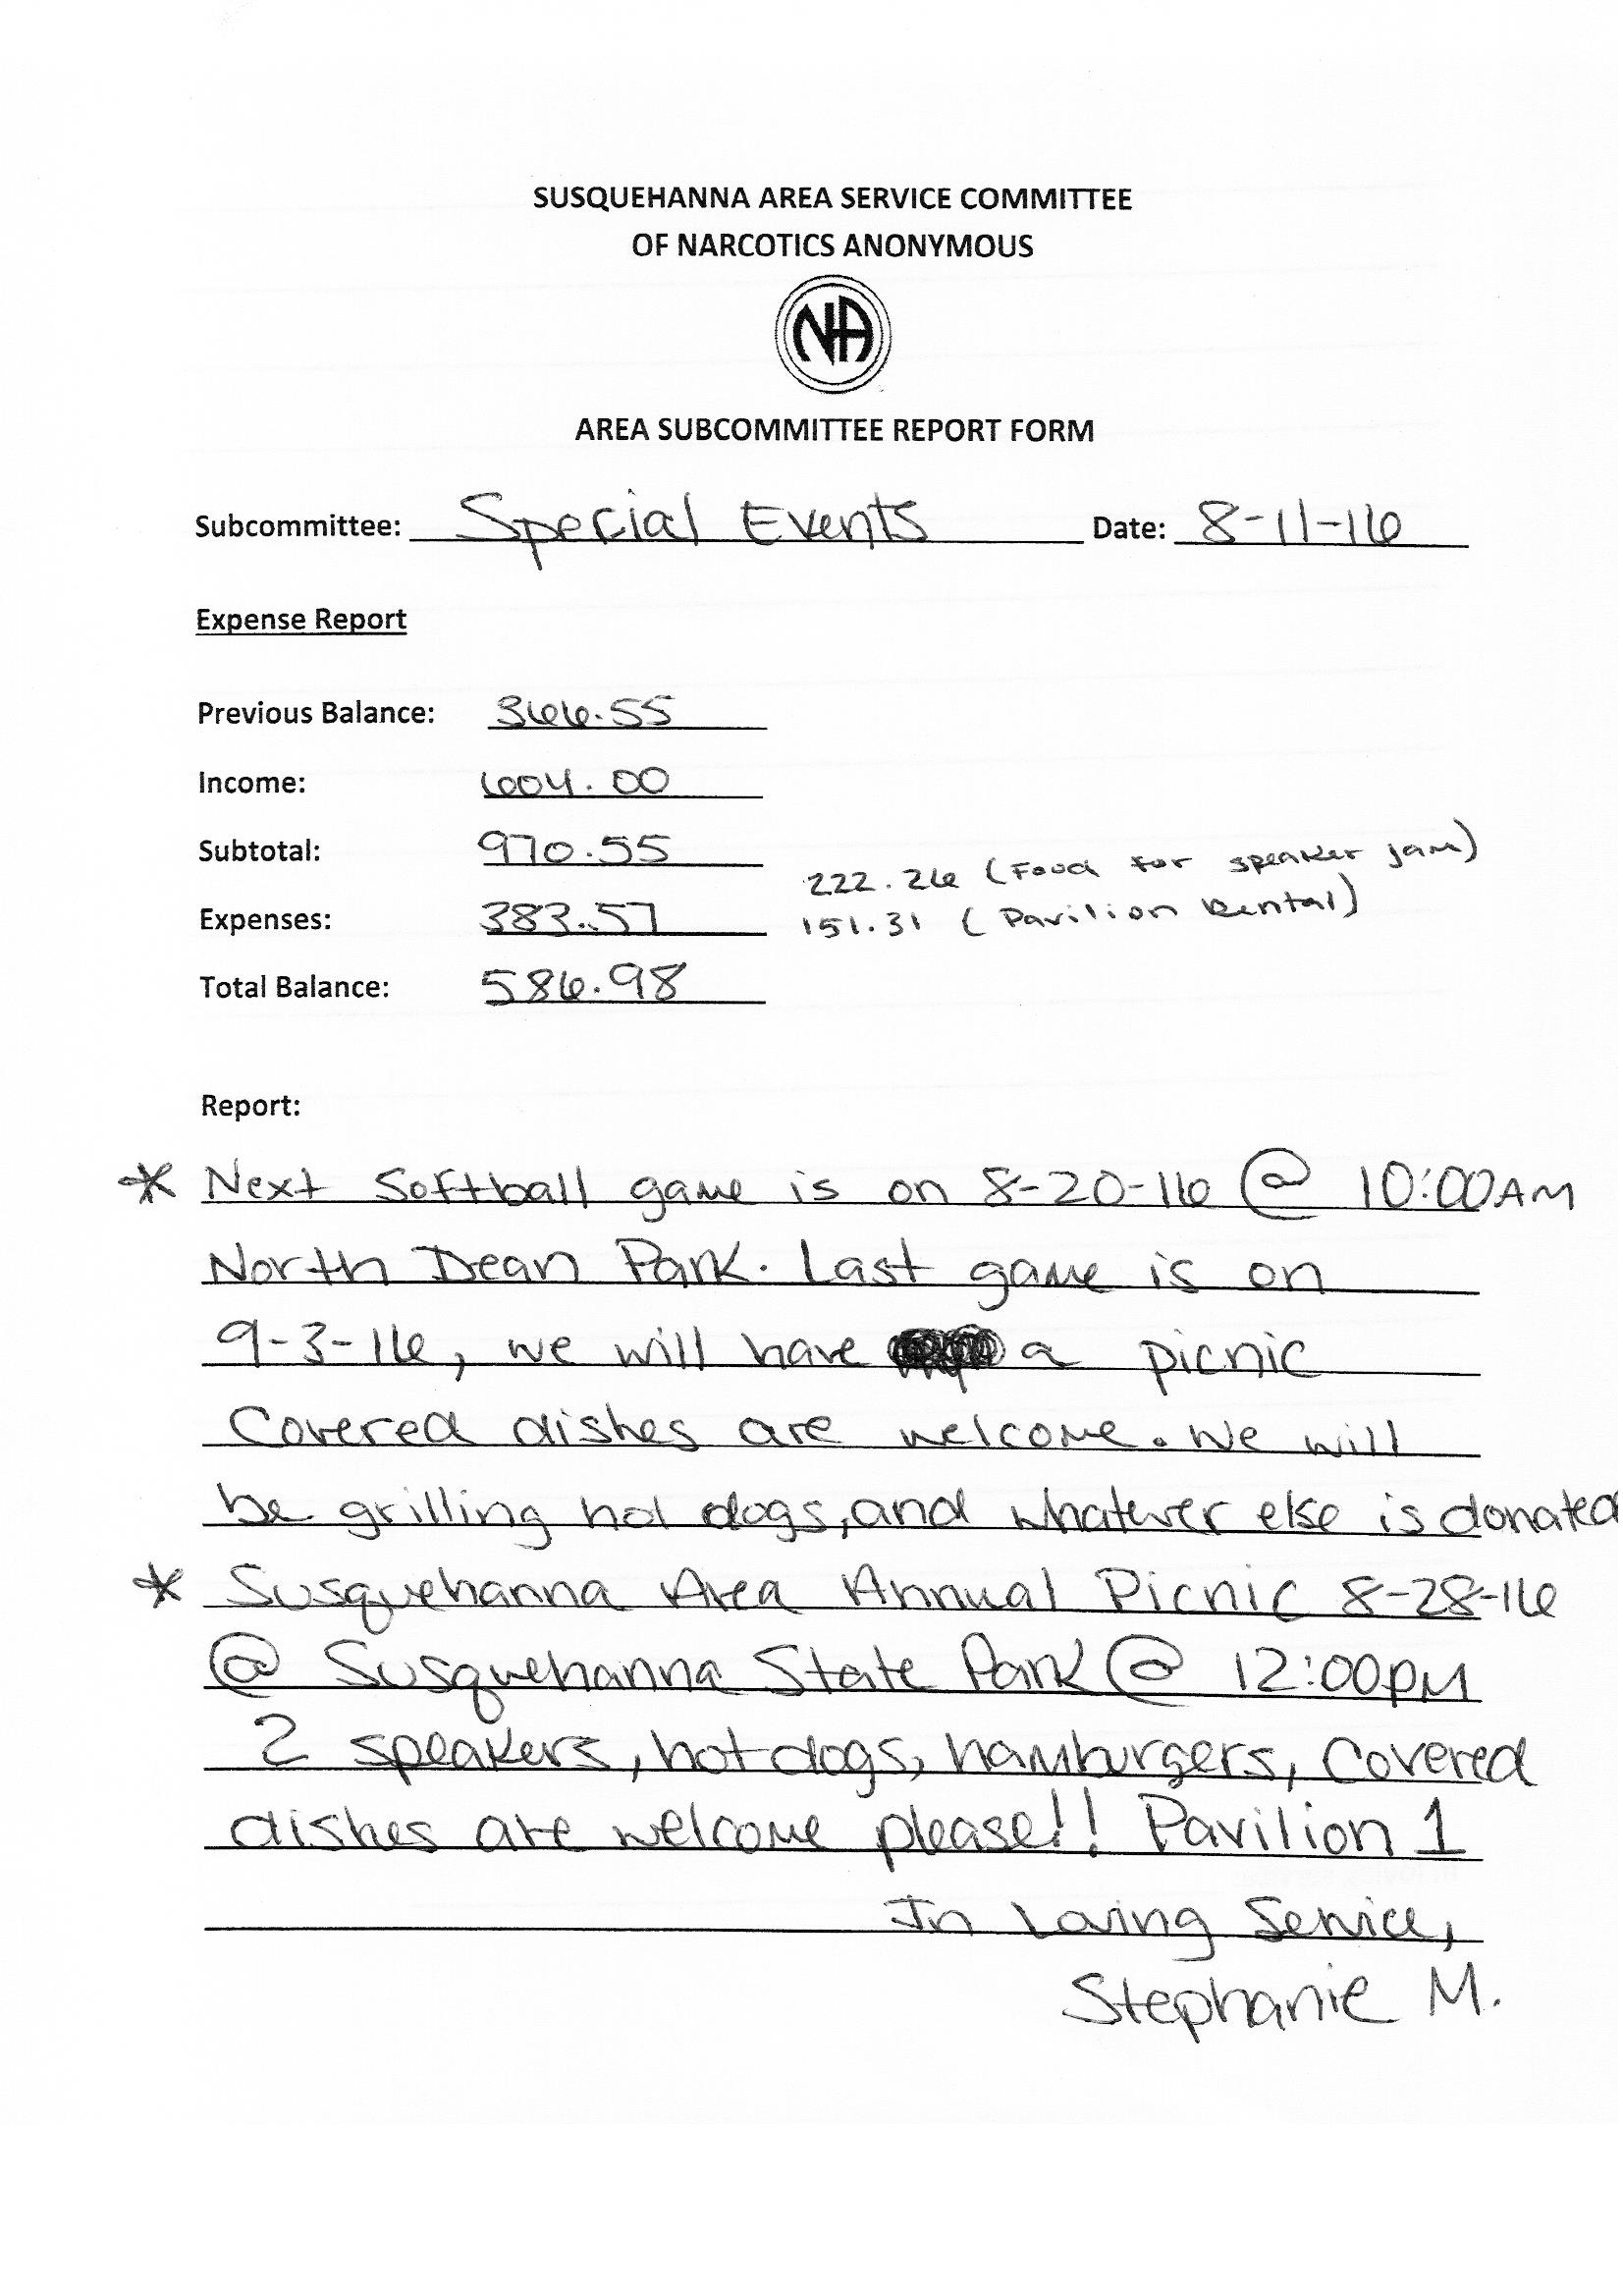 SUSQUEHANNA AREA SERVICE COMMITTEE
OF NARCOTICS ANONYMOUS
NA
AREA SUBCOMMITTEE REPORT FORM
Subcommittee: Special Events Date: 8-11-16
Expense Report
Previous Balance: 366.55
Income: 604.00
Subtotal: 970.55
222.26 (Food for speaker jam)
Expenses: 383.57 151.31 (Pavilion Rental)
Total Balance: 586.98
Report:
* Next Softball game is on 8-20-16 @ 10:00AM
North Dean Park. Last game is on
9-3-16, we will have a picnic
Covered dishes are welcome. We will
be grilling hot dogs, and whatever else is donated
* Susquehanna Area Annual Picnic 8-28-16
@ Susquehanna State Park @ 12:00PM
2 speakers, hotdogs, hamburgers, Covered
dishes are welcome please!! Pavilion 1
In Loving Service,
Stephanie M.